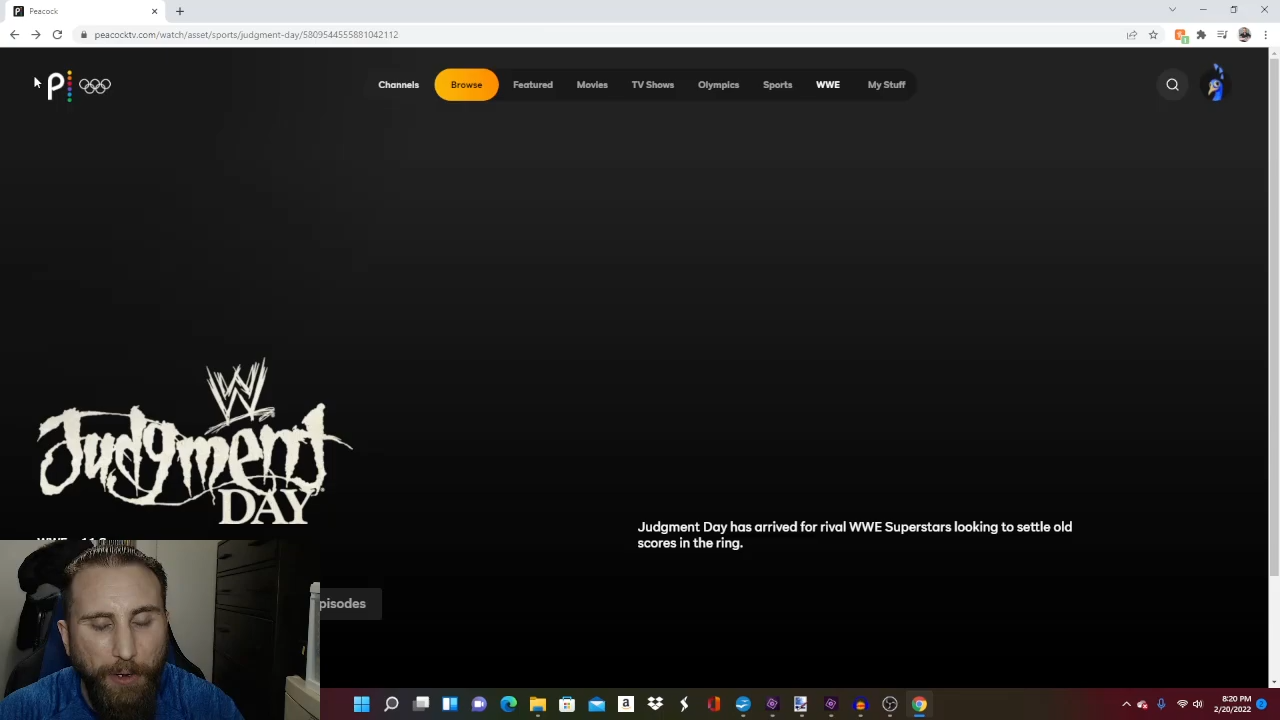 Peacock
peacocktv.com/watch/asset/sports/judgment-day/5809544555881042112
Channels
Browse
Featured
Movies
TV Shows
Olympics
Sports
WWE
My Stuff
W
Judgment
DAY
Judgment Day has arrived for rival WWE Superstars looking to settle old
scores in the ring.
pisodes
8:20 PM
2/20/2022